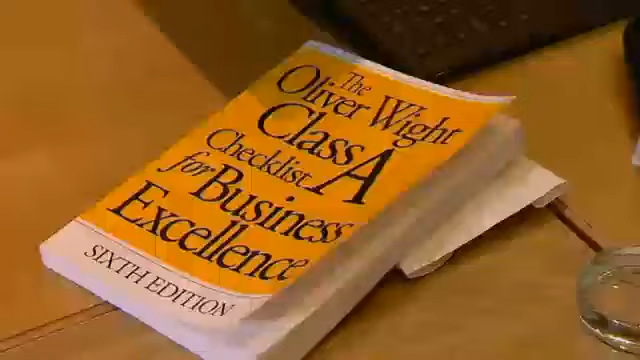 The
Oliver Wight
Class A
Checklist
for Business
Excellence
SIXTH EDITION